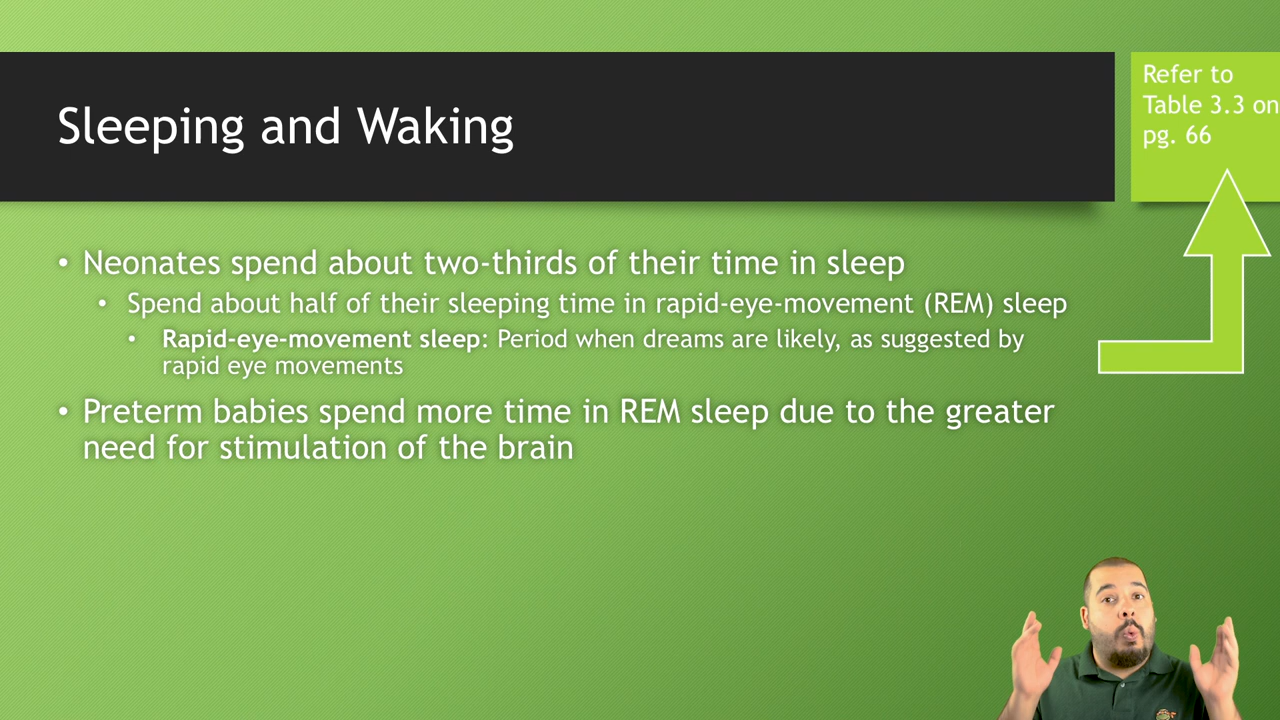 Sleeping and Waking
Refer to
Table 3.3 on
pg. 66
• Neonates spend about two-thirds of their time in sleep
• Spend about half of their sleeping time in rapid-eye-movement (REM) sleep
• Rapid-eye-movement sleep: Period when dreams are likely, as suggested by
rapid eye movements
• Preterm babies spend more time in REM sleep due to the greater
need for stimulation of the brain